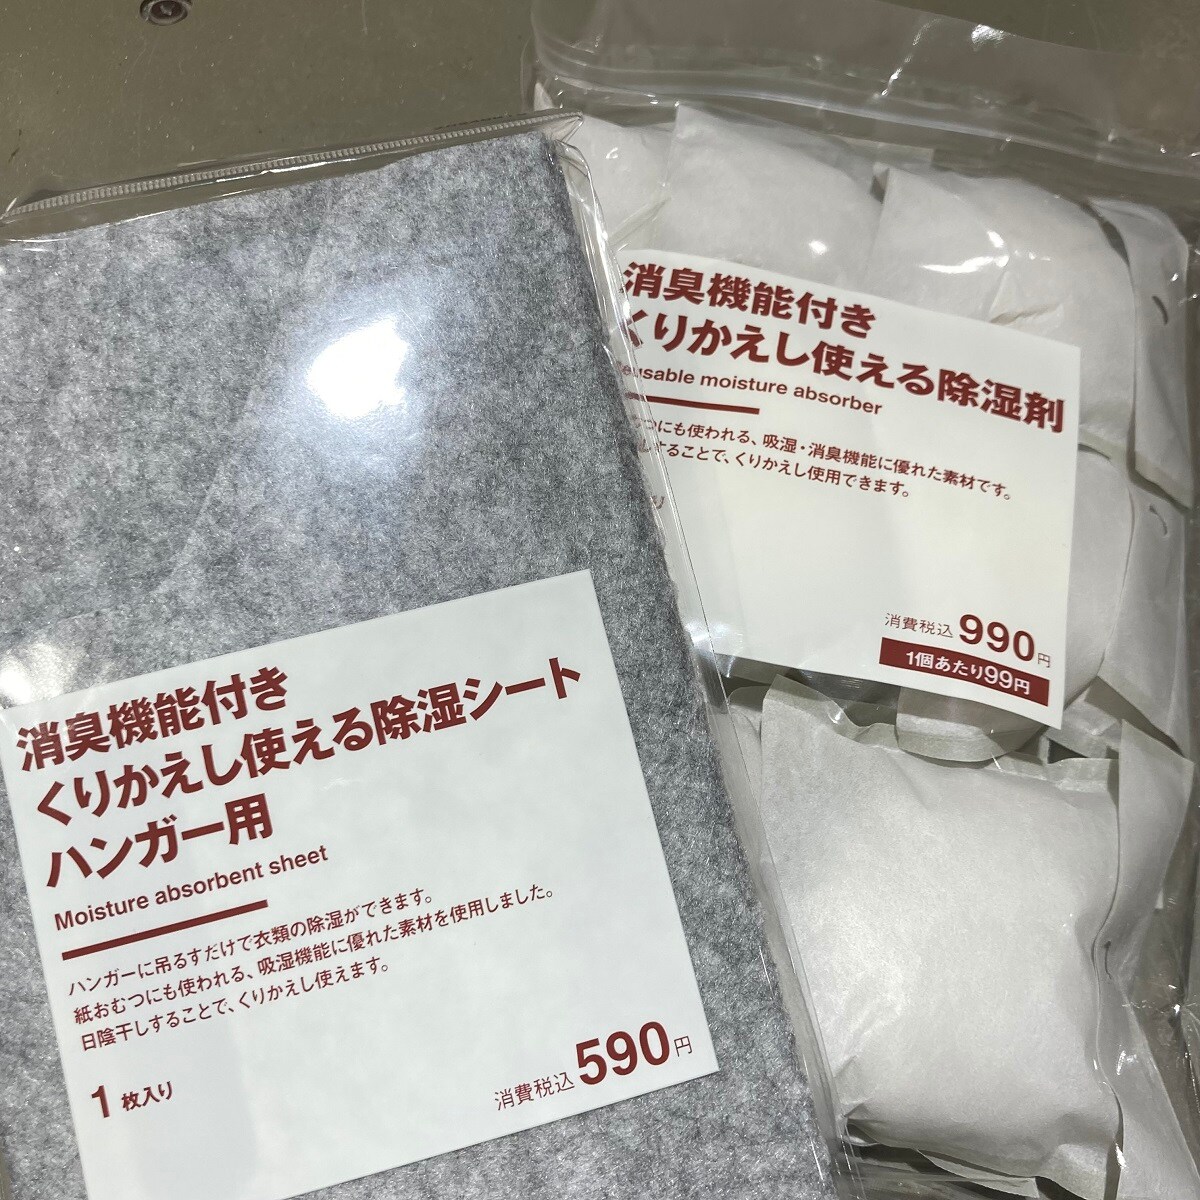 消臭機能付き
くりかえし使える除湿シート
ハンガー用
Moisture absorbent sheet
ハンガーに吊るすだけで衣類の除湿ができます。
紙おむつにも使われる、吸湿機能に優れた素材を使用しました。
日陰干しすることで、くりかえし使えます。
1枚入り
消費税込590円
消臭機能付き
くりかえし使える除湿剤
moisture absorber
つにも使われる、吸湿・消臭機能に優れた素材です。
することで、くりかえし使用できます。
消費税込990円
1個あたり99円